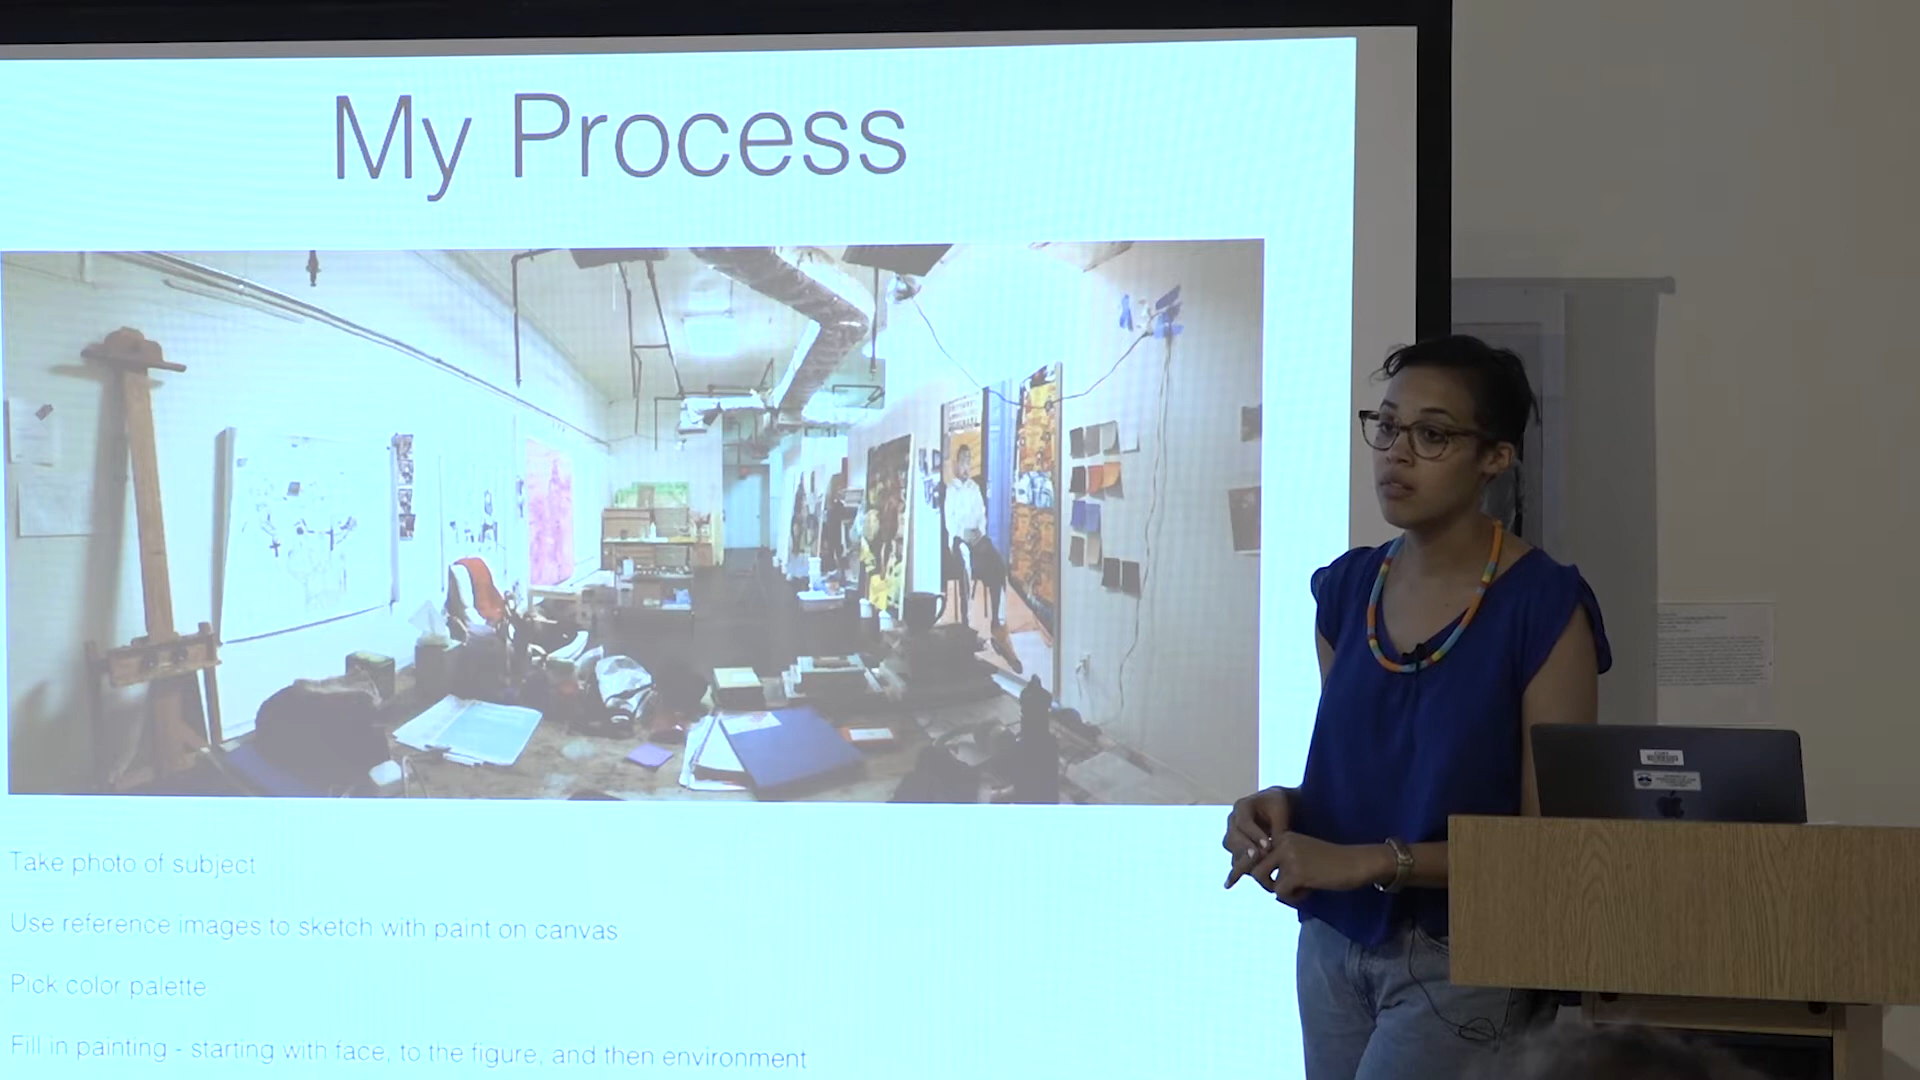 My Process
Take photo of subject
Use reference images to sketch with paint on canvas
Pick color palette
Fill in painting - starting with face, to the figure, and then environment